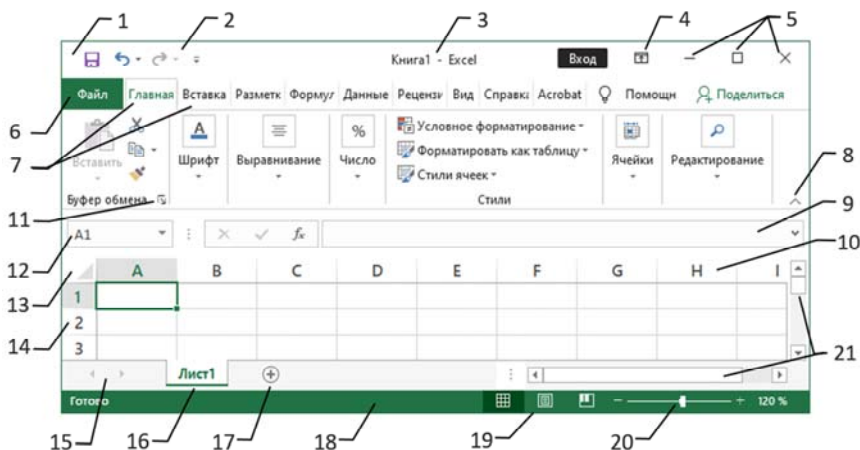 1 2 3 4 5
Книга1 - Excel Вход
6 Файл Главная Вставка Разметк Формул Данные Рецензи Вид Справка Acrobat Помощн Поделиться
7 Вставить Шрифт Выравнивание % Число Условное форматирование Ячейки Редактирование
Форматировать как таблицу
Стили ячеек 8
11 Буфер обмена Стили 9
12 A1 fx 10
13 A B C D E F G H I
1
14 2
3 21
Лист1
Готово 120 %
15 16 17 18 19 20